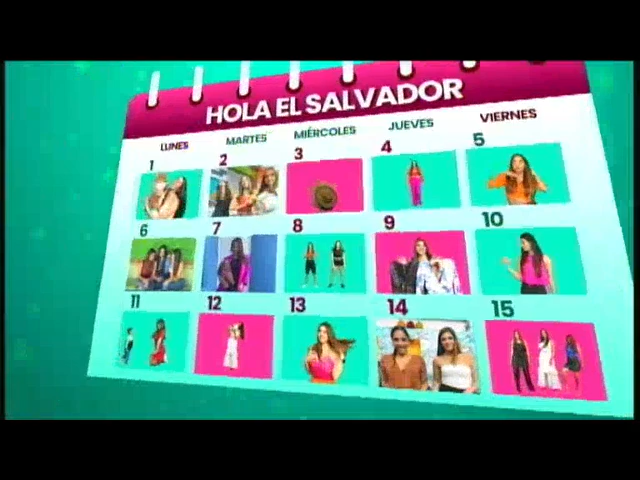 HOLA EL SALVADOR
LUNES MARTES MIÉRCOLES JUEVES VIERNES
1 2 3 4 5
6 7 8 9 10
11 12 13 14 15